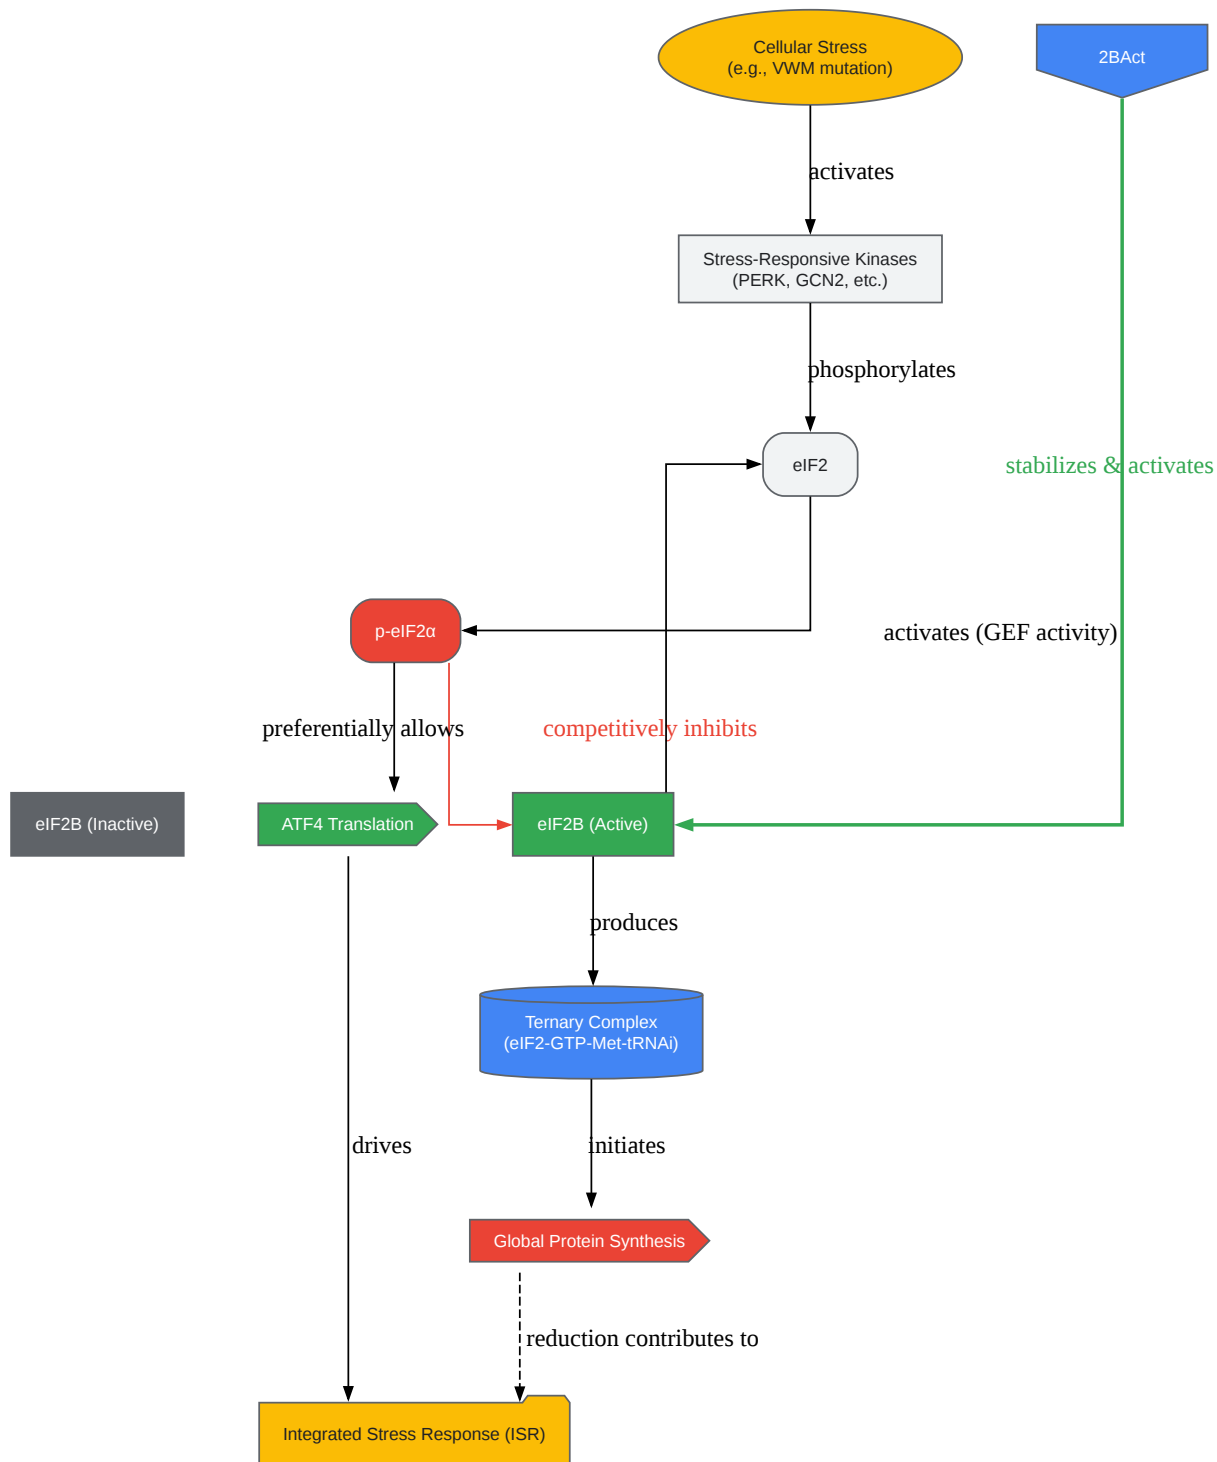 Cellular Stress
(e.g., VWM mutation)
2BAct
activates
Stress-Responsive Kinases
(PERK, GCN2, etc.)
phosphorylates
eIF2
stabilizes & activates
p-eIF2α
activates (GEF activity)
preferentially allows
competitively inhibits
eIF2B (Inactive)
ATF4 Translation
eIF2B (Active)
produces
Ternary Complex
(eIF2-GTP-Met-tRNAi)
drives
initiates
Global Protein Synthesis
reduction contributes to
Integrated Stress Response (ISR)